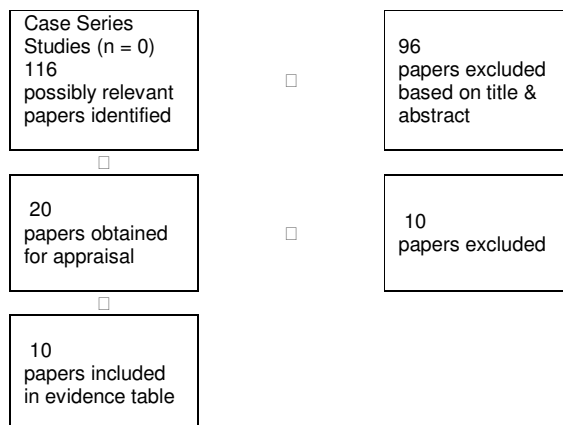 Case Series
Studies (n = 0)
116
possibly relevant
papers identified
96
papers excluded
based on title &
abstract
20
papers obtained
for appraisal
10
papers excluded
10
papers included
in evidence table